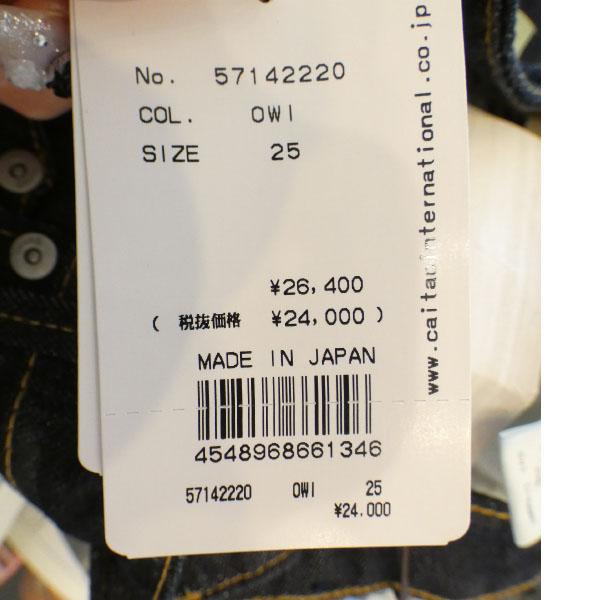 No. 57142220
COL. OWI
SIZE 25
¥26,400
( 税抜価格 ¥24,000 )
MADE IN JAPAN
4548968661346
57142220 OWI 25
¥24.000
www.caitacinternational.co.jp